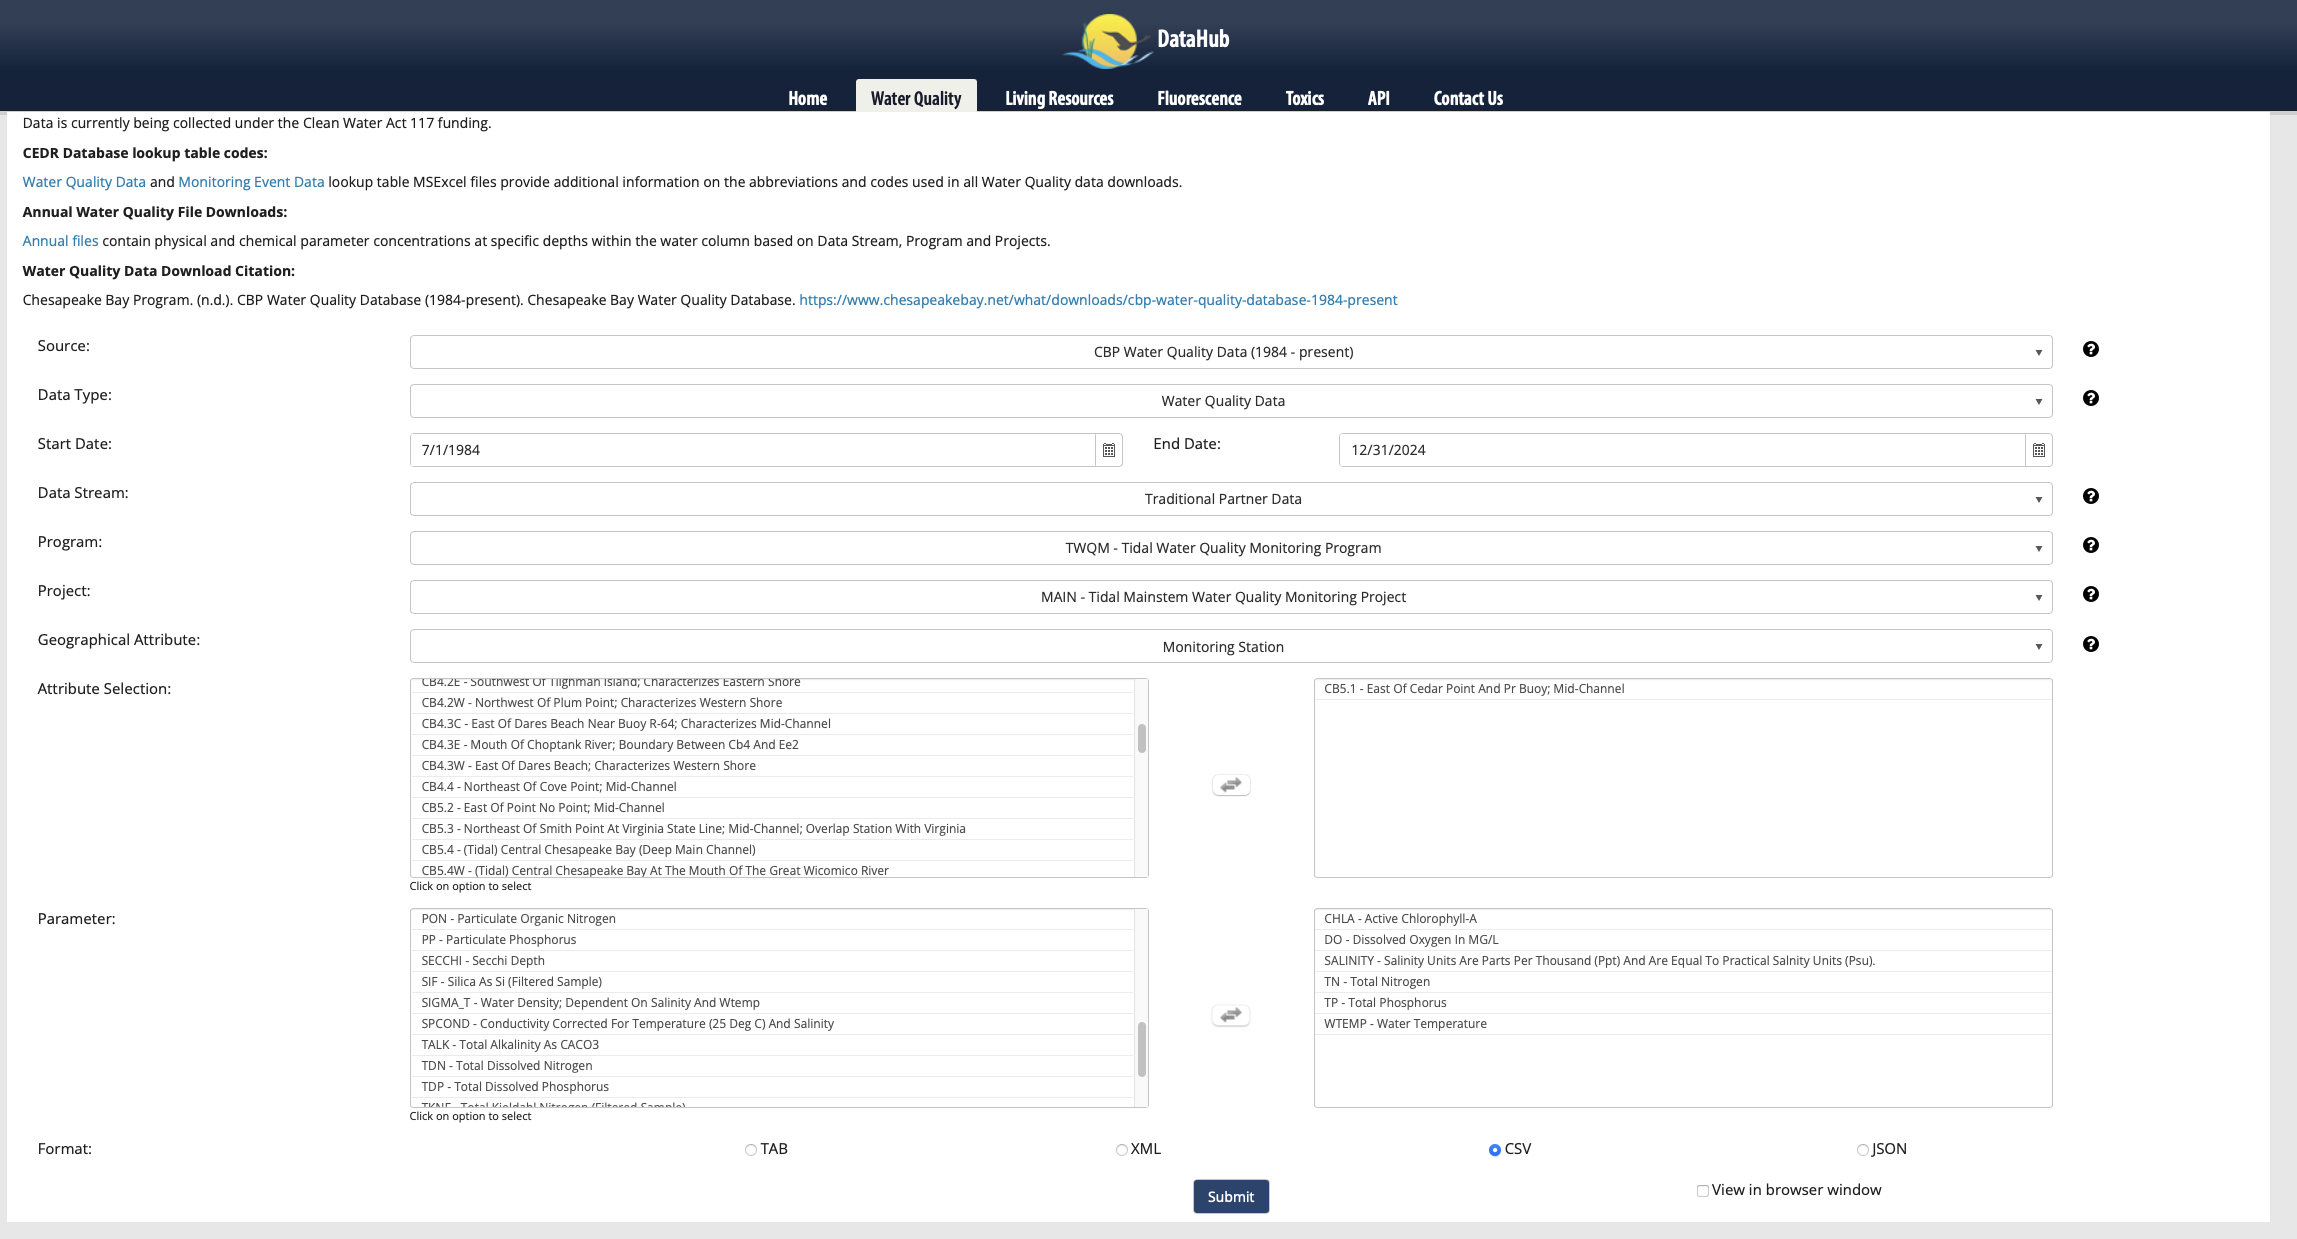 DataHub
Home Water Quality Living Resources Fluorescence Toxics API Contact Us
Data is currently being collected under the Clean Water Act 117 funding.
CEDR Database lookup table codes:
Water Quality Data and Monitoring Event Data lookup table MSExcel files provide additional information on the abbreviations and codes used in all Water Quality data downloads.
Annual Water Quality File Downloads:
Annual files contain physical and chemical parameter concentrations at specific depths within the water column based on Data Stream, Program and Projects.
Water Quality Data Download Citation:
Chesapeake Bay Program. (n.d.). CBP Water Quality Database (1984-present). Chesapeake Bay Water Quality Database. https://www.chesapeakebay.net/what/downloads/cbp-water-quality-database-1984-present
Source: CBP Water Quality Data (1984 - present)
Data Type: Water Quality Data
Start Date: 7/1/1984 End Date: 12/31/2024
Data Stream: Traditional Partner Data
Program: TWQM - Tidal Water Quality Monitoring Program
Project: MAIN - Tidal Mainstem Water Quality Monitoring Project
Geographical Attribute: Monitoring Station
Attribute Selection:
CB4.2E - Southwest Of Tilghman Island; Characterizes Eastern Shore
CB4.2W - Northwest Of Plum Point; Characterizes Western Shore
CB4.3C - East Of Dares Beach Near Buoy R-64; Characterizes Mid-Channel
CB4.3E - Mouth Of Choptank River; Boundary Between Cb4 And Ee2
CB4.3W - East Of Dares Beach; Characterizes Western Shore
CB4.4 - Northeast Of Cove Point; Mid-Channel
CB5.2 - East Of Point No Point; Mid-Channel
CB5.3 - Northeast Of Smith Point At Virginia State Line; Mid-Channel; Overlap Station With Virginia
CB5.4 - (Tidal) Central Chesapeake Bay (Deep Main Channel)
CB5.4W - (Tidal) Central Chesapeake Bay At The Mouth Of The Great Wicomico River
Click on option to select
CB5.1 - East Of Cedar Point And Pr Buoy; Mid-Channel
Parameter:
PON - Particulate Organic Nitrogen
PP - Particulate Phosphorus
SECCHI - Secchi Depth
SIF - Silica As Si (Filtered Sample)
SIGMA_T - Water Density; Dependent On Salinity And Wtemp
SPCOND - Conductivity Corrected For Temperature (25 Deg C) And Salinity
TALK - Total Alkalinity As CACO3
TDN - Total Dissolved Nitrogen
TDP - Total Dissolved Phosphorus
TKNF - Total Kjeldahl Nitrogen (Filtered Sample)
Click on option to select
CHLA - Active Chlorophyll-A
DO - Dissolved Oxygen In MG/L
SALINITY - Salinity Units Are Parts Per Thousand (Ppt) And Are Equal To Practical Salnity Units (Psu).
TN - Total Nitrogen
TP - Total Phosphorus
WTEMP - Water Temperature
Format: TAB XML CSV JSON
Submit
View in browser window